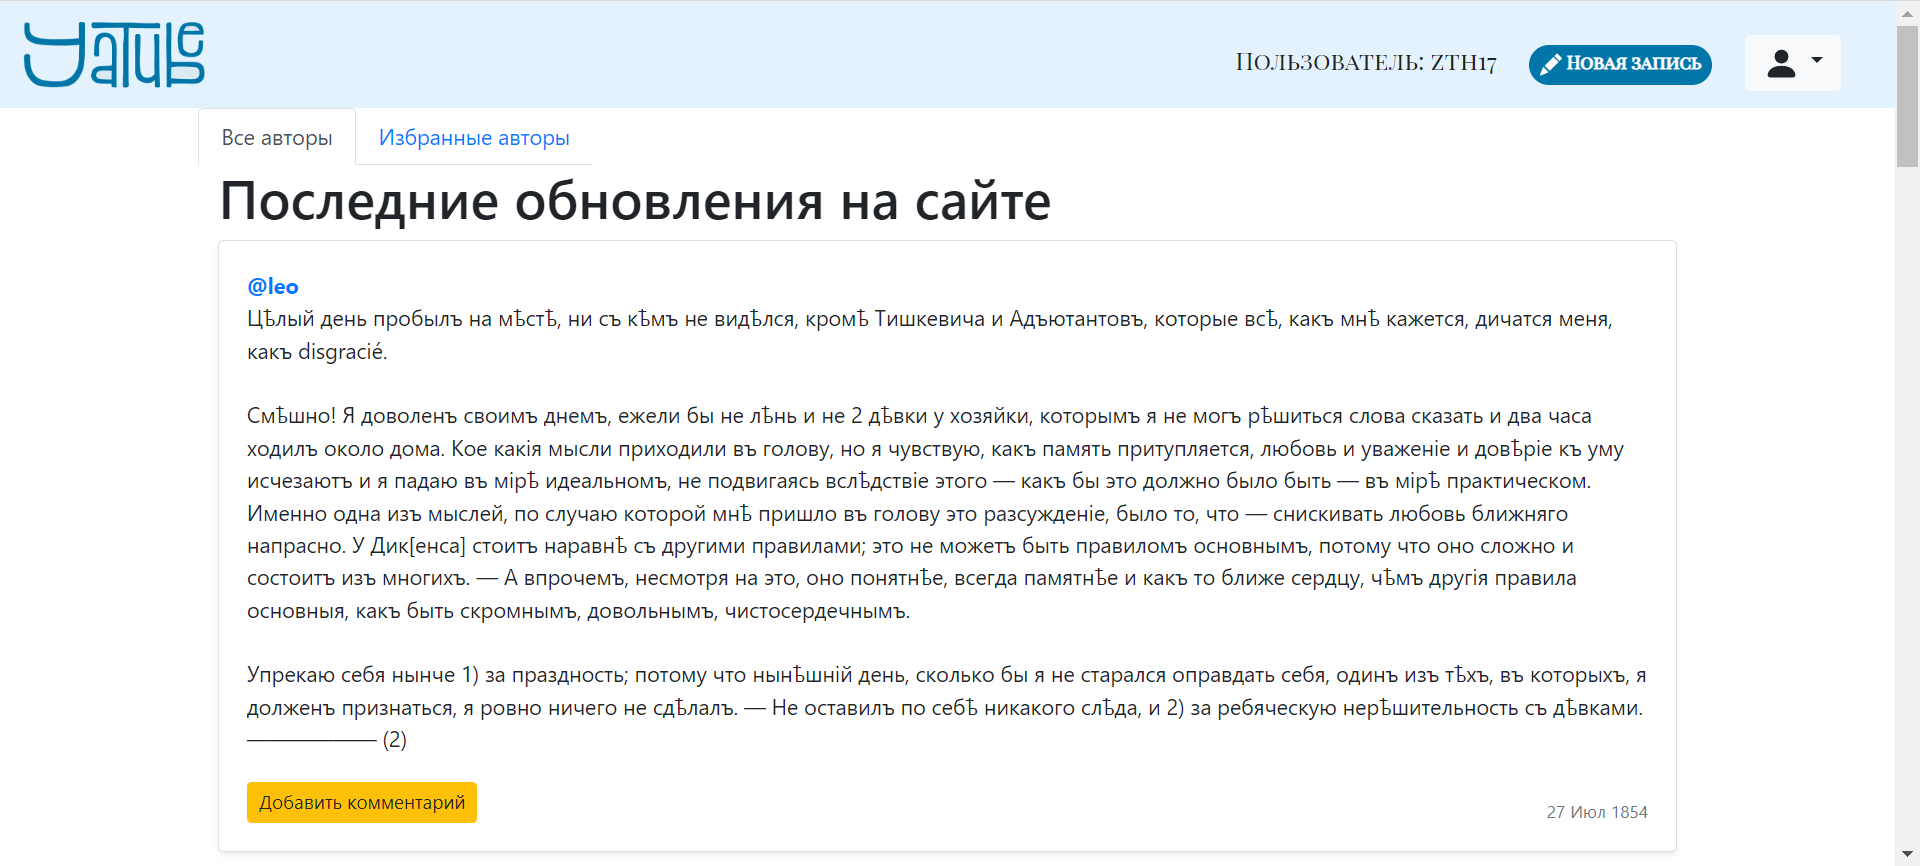 Yatube
Пользователь: zth17
Новая запись
Все авторы
Избранные авторы
Последние обновления на сайте
@leo
Цѣлый день пробылъ на мѣстѣ, ни съ кѣмъ не видѣлся, кромѣ Тишкевича и Адъютантовъ, которые всѣ, какъ мнѣ кажется, дичатся меня,
какъ disgracié.
Смѣшно! Я доволенъ своимъ днемъ, ежели бы не лѣнь и не 2 дѣвки у хозяйки, которымъ я не могъ рѣшиться слова сказать и два часа
ходилъ около дома. Кое какія мысли приходили въ голову, но я чувствую, какъ память притупляется, любовь и уваженіе и довѣріе къ уму
исчезаютъ и я падаю въ мірѣ идеальномъ, не подвигаясь вслѣдствіе этого — какъ бы это должно было быть — въ мірѣ практическом.
Именно одна изъ мыслей, по случаю которой мнѣ пришло въ голову это разсужденіе, было то, что — снискивать любовь ближняго
напрасно. У Дик[енса] стоитъ наравнѣ съ другими правилами; это не можетъ быть правиломъ основнымъ, потому что оно сложно и
состоитъ изъ многихъ. — А впрочемъ, несмотря на это, оно понятнѣе, всегда памятнѣе и какъ то ближе сердцу, чѣмъ другія правила
основныя, какъ быть скромнымъ, довольнымъ, чистосердечнымъ.
Упрекаю себя нынче 1) за праздность; потому что нынѣшній день, сколько бы я не старался оправдать себя, одинъ изъ тѣхъ, въ которыхъ, я
долженъ признаться, я ровно ничего не сдѣлалъ. — Не оставилъ по себѣ никакого слѣда, и 2) за ребяческую нерѣшительность съ дѣвками.
—————— (2)
Добавить комментарий
27 Июл 1854